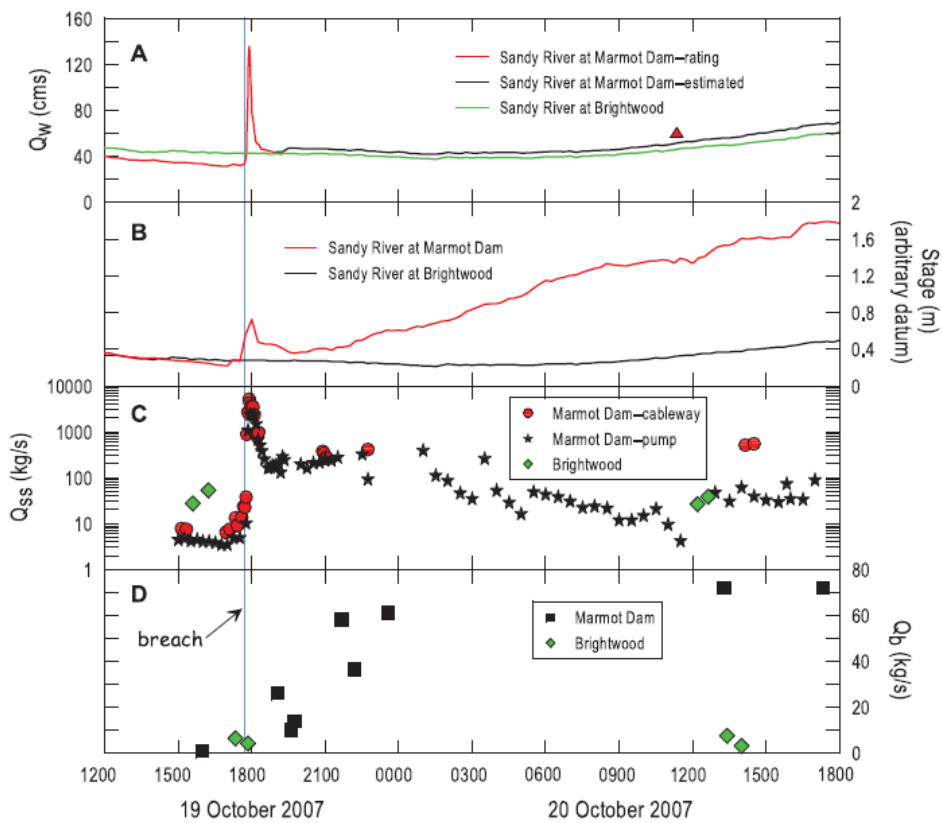 A
Q_w (cms)
160
120
80
40
0
Sandy River at Marmot Dam—rating
Sandy River at Marmot Dam—estimated
Sandy River at Brightwood
B
Sandy River at Marmot Dam
Sandy River at Brightwood
2
1.6
1.2
0.8
0.4
0
Stage (m)
(arbitrary datum)
C
Qss (kg/s)
10000
1000
100
10
1
Marmot Dam—cableway
Marmot Dam—pump
Brightwood
D
breach
Marmot Dam
Brightwood
80
60
40
20
0
Q_b (kg/s)
1200 1500 1800 2100 0000 0300 0600 0900 1200 1500 1800
19 October 2007 20 October 2007